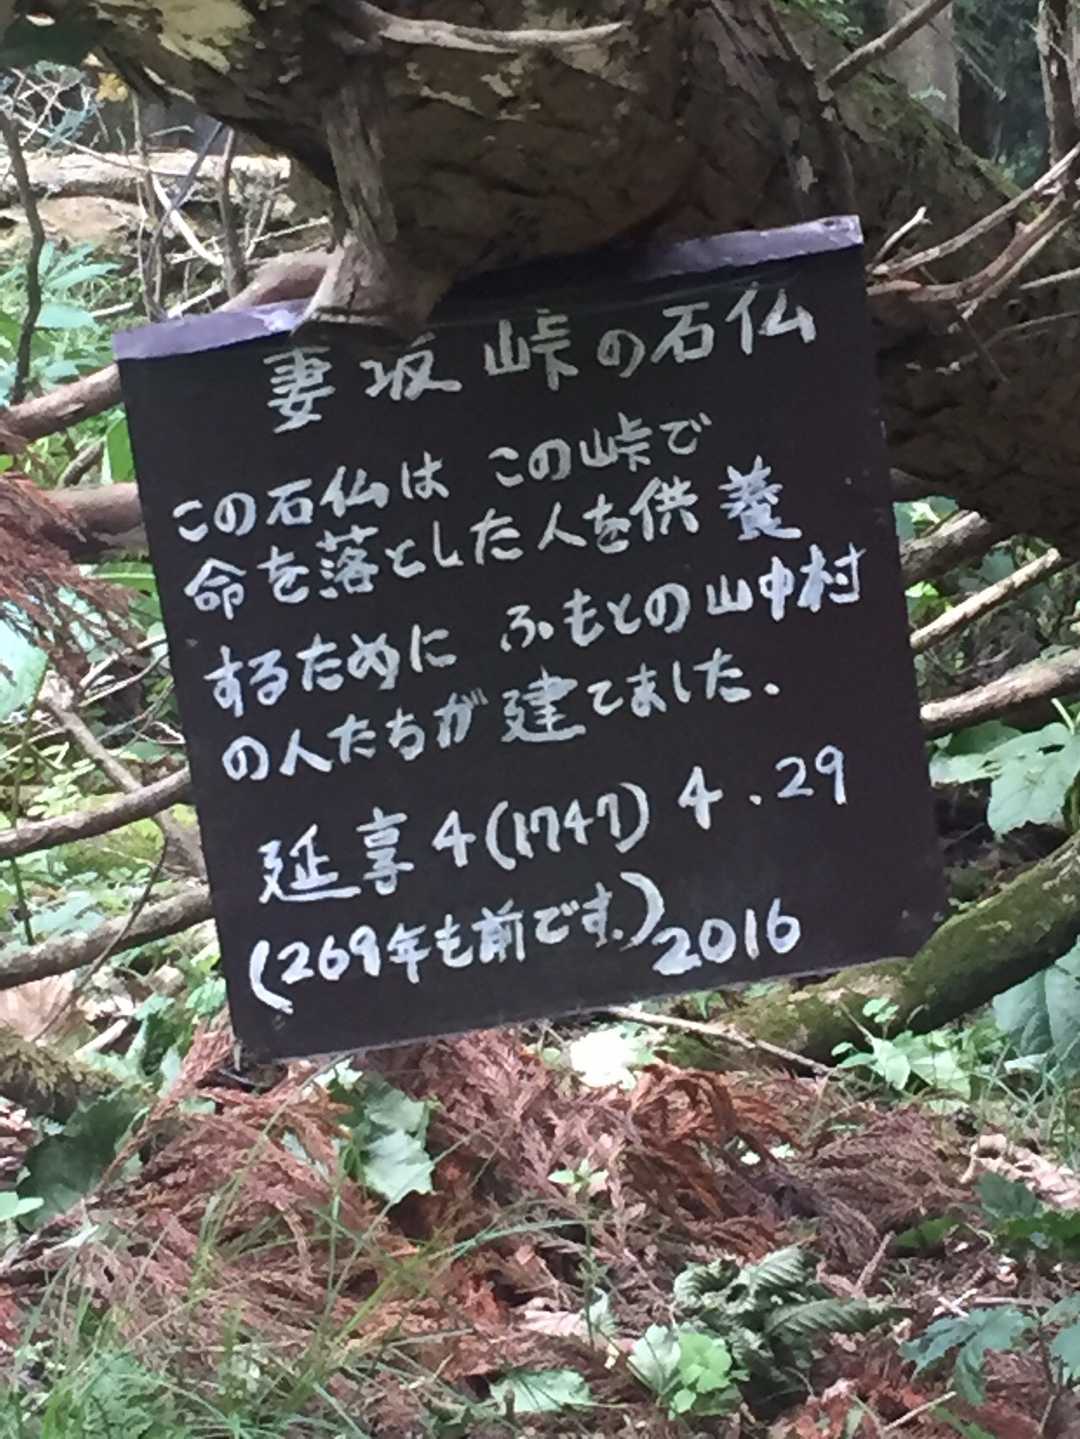 妻坂峠の石仏
この石仏は この峠で
命を落とした人を供養
するために ふもとの山中村
の人たちが建てました.
延享4(1747) 4.29
(269年も前です.)2016